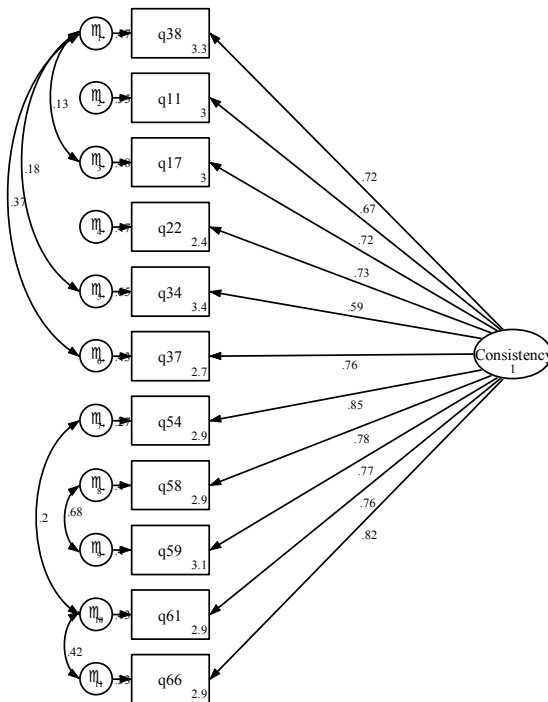 q38
3.3
q11
3
q17
3
q22
2.4
q34
3.4
q37
2.7
q54
2.9
q58
2.9
q59
3.1
q61
2.9
q66
2.9
.13
.18
.37
.2
.68
.42
.72
.67
.72
.73
.59
.76
.85
.78
.77
.76
.82
Consistency
1